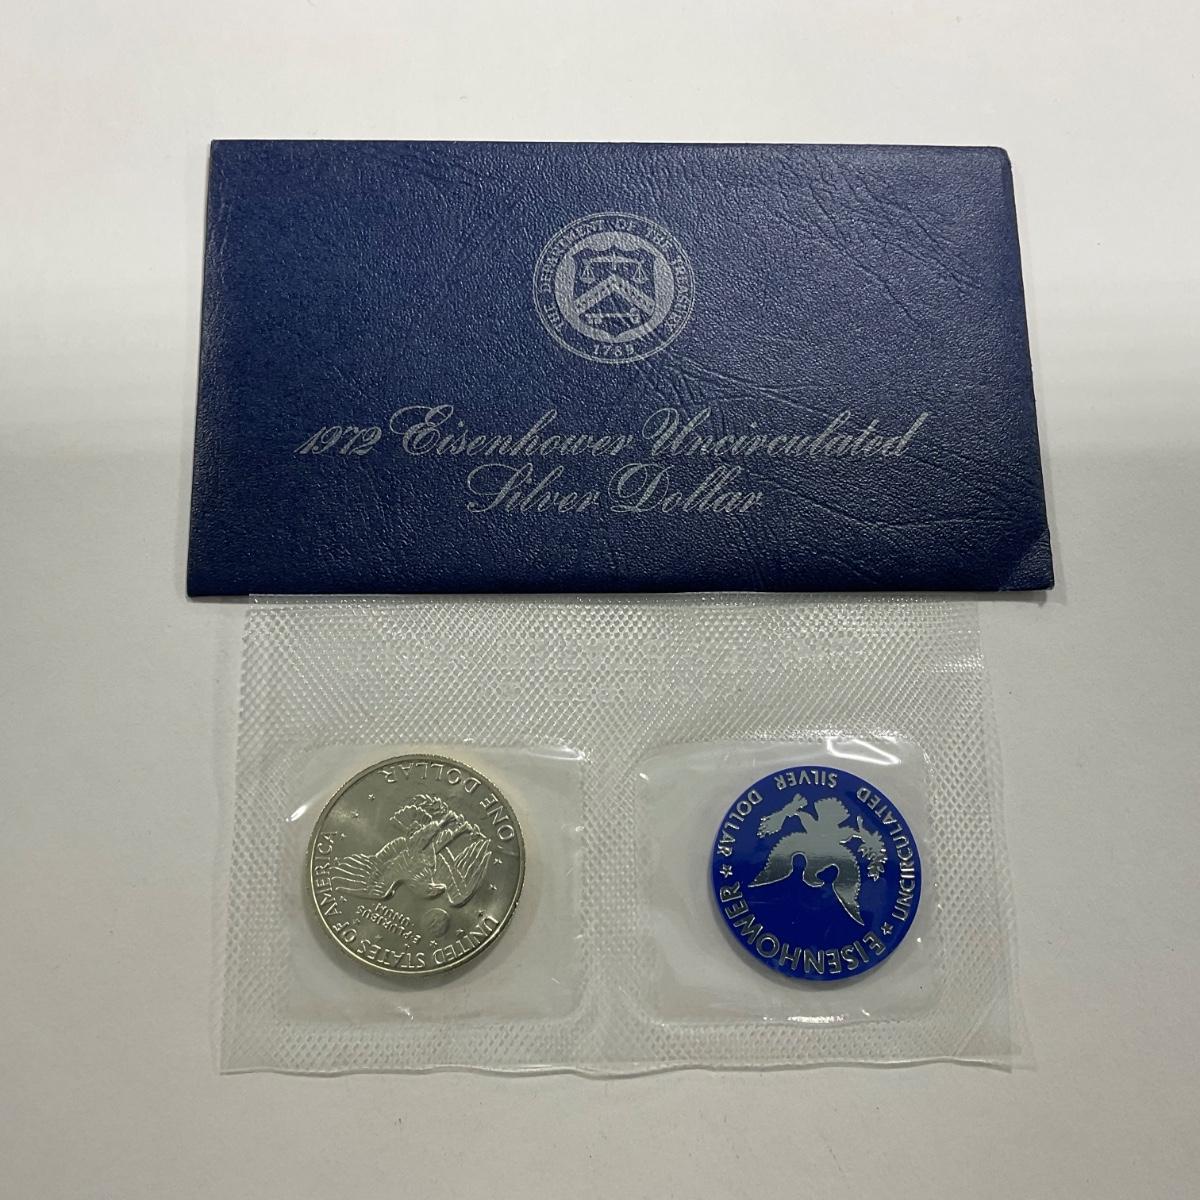 THE DEPARTMENT OF THE TREASURY
1789
1972 Eisenhower Uncirculated
Silver Dollar
UNITED STATES OF AMERICA
E PLURIBUS
UNUM
ONE DOLLAR
EISENHOWER
UNCIRCULATED SILVER DOLLAR